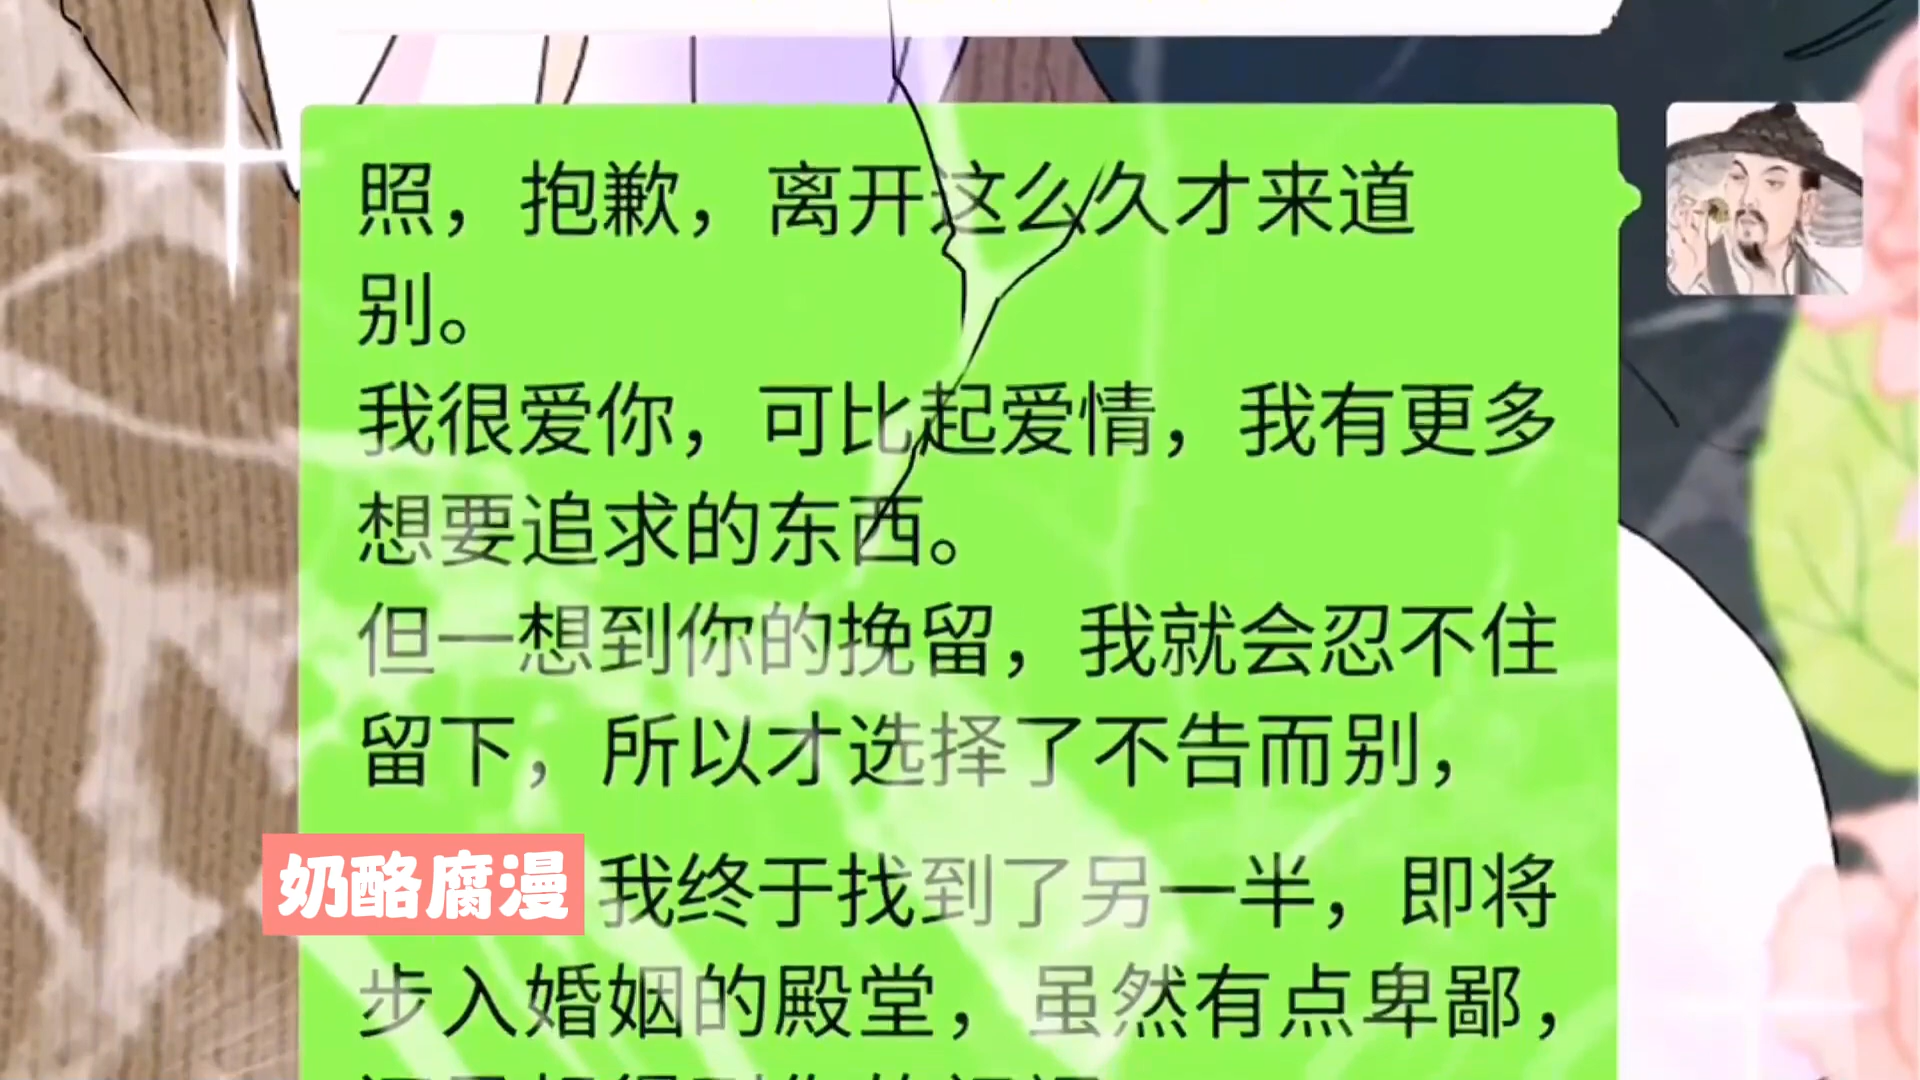 照，抱歉，离开这么久才来道
别。
我很爱你，可比起爱情，我有更多
想要追求的东西。
但一想到你的挽留，我就会忍不住
留下，所以才选择了不告而别，
奶酪腐漫 我终于找到了另一半，即将
步入婚姻的殿堂，虽然有点卑鄙，